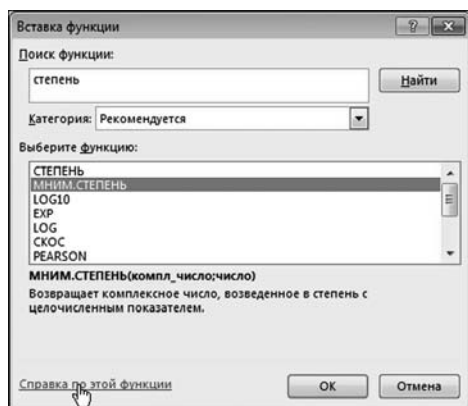 Вставка функции
Поиск функции:
степень
Найти
Категория: Рекомендуется
Выберите функцию:
СТЕПЕНЬ
МНИМ.СТЕПЕНЬ
LOG10
EXP
LOG
СКОС
PEARSON
МНИМ.СТЕПЕНЬ(компл_число;число)
Возвращает комплексное число, возведенное в степень с
целочисленным показателем.
Справка по этой функции
ОК
Отмена